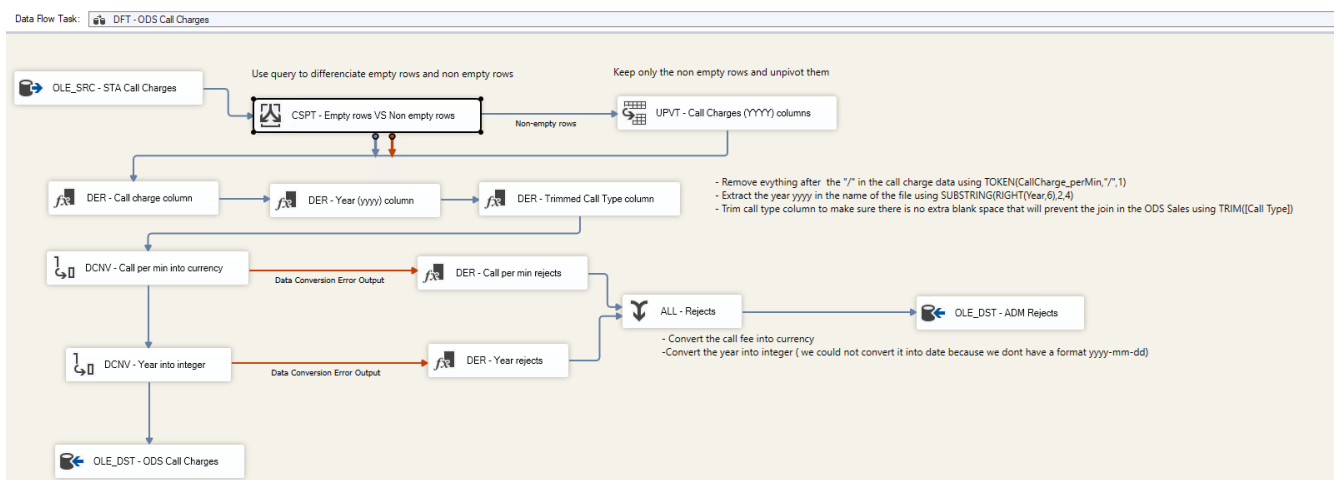 Data Flow Task: DFT - ODS Call Charges
Use query to differenciate empty rows and non empty rows
Keep only the non empty rows and unpivot them
OLE_SRC - STA Call Charges
CSPT - Empty rows VS Non empty rows
Non-empty rows
UPVT - Call Charges (YYYY) columns
DER - Call charge column
DER - Year (yyyy) column
DER - Trimmed Call Type column
- Remove evything after the "/" in the call charge data using TOKEN(CallCharge_perMin,"/",1)
- Extract the year yyyy in the name of the file using SUBSTRING(RIGHT(Year,6),2,4)
- Trim call type column to make sure there is no extra blank space that will prevent the join in the ODS Sales using TRIM([Call Type])
DCNV - Call per min into currency
Data Conversion Error Output
DER - Call per min rejects
ALL - Rejects
OLE_DST - ADM Rejects
- Convert the call fee into currency
-Convert the year into integer ( we could not convert it into date because we dont have a format yyyy-mm-dd)
DCNV - Year into integer
Data Conversion Error Output
DER - Year rejects
OLE_DST - ODS Call Charges